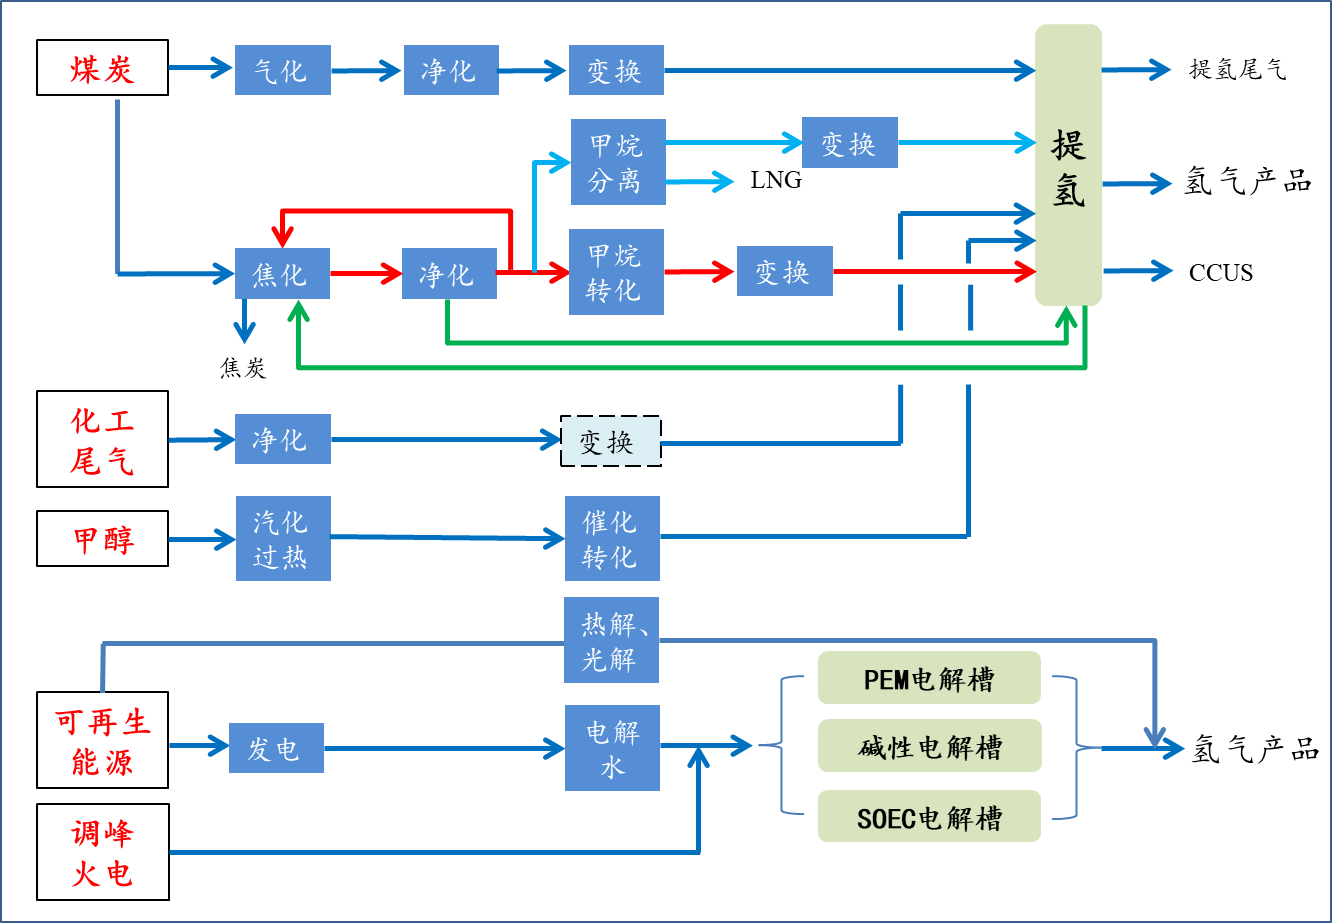 煤炭
气化
净化
变换
提氢尾气
甲烷
分离
变换
LNG
提
氢
氢气产品
焦化
净化
甲烷
转化
变换
CCUS
焦炭
化工
尾气
净化
变换
甲醇
汽化
过热
催化
转化
热解、
光解
可再生
能源
发电
电解
水
PEM电解槽
碱性电解槽
SOEC电解槽
氢气产品
调峰
火电